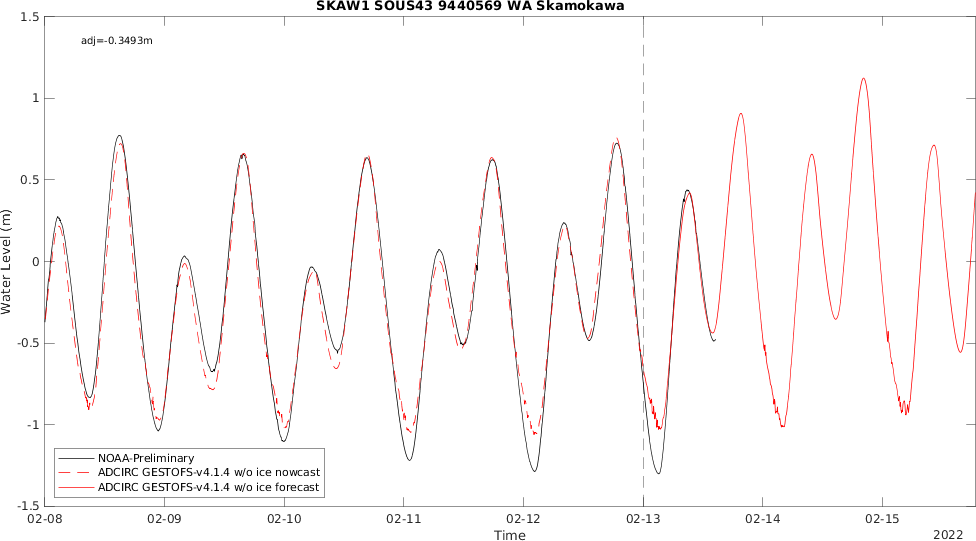 SKAW1 SOUS43 9440569 WA Skamokawa
adj=-0.3493m
1.5
1
0.5
0
-0.5
-1
-1.5
Water Level (m)
NOAA-Preliminary
ADCIRC GESTOFS-v4.1.4 w/o ice nowcast
ADCIRC GESTOFS-v4.1.4 w/o ice forecast
02-08 02-09 02-10 02-11 02-12 02-13 02-14 02-15
Time
2022